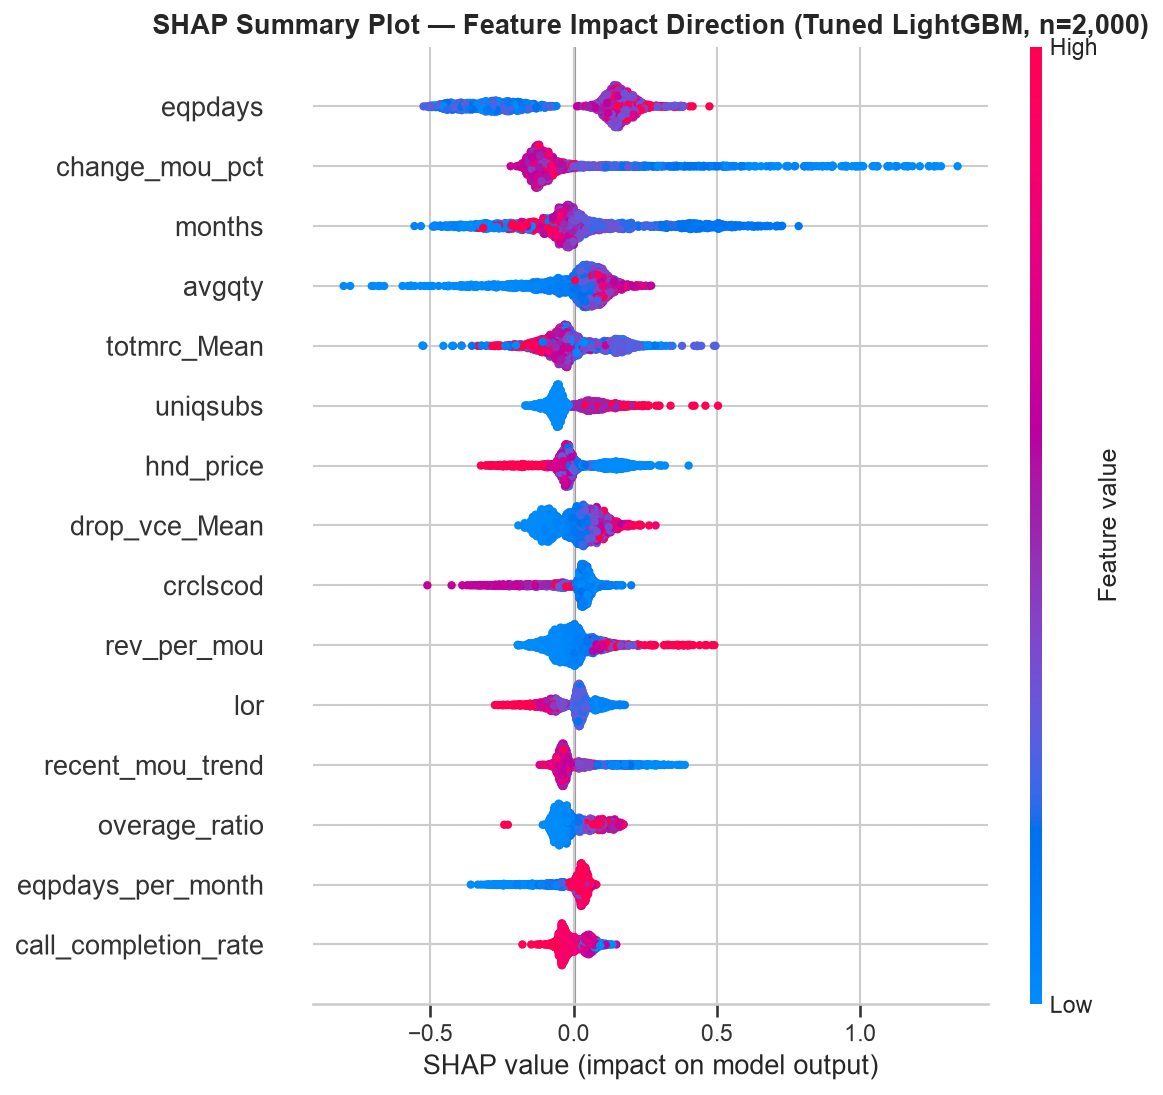 SHAP Summary Plot — Feature Impact Direction (Tuned LightGBM, n=2,000)
High
eqpdays
change_mou_pct
months
avgqty
totmrc_Mean
uniqsubs
hnd_price
drop_vce_Mean
crclscod
rev_per_mou
lor
recent_mou_trend
overage_ratio
eqpdays_per_month
call_completion_rate
Feature value
Low
−0.5 0.0 0.5 1.0
SHAP value (impact on model output)